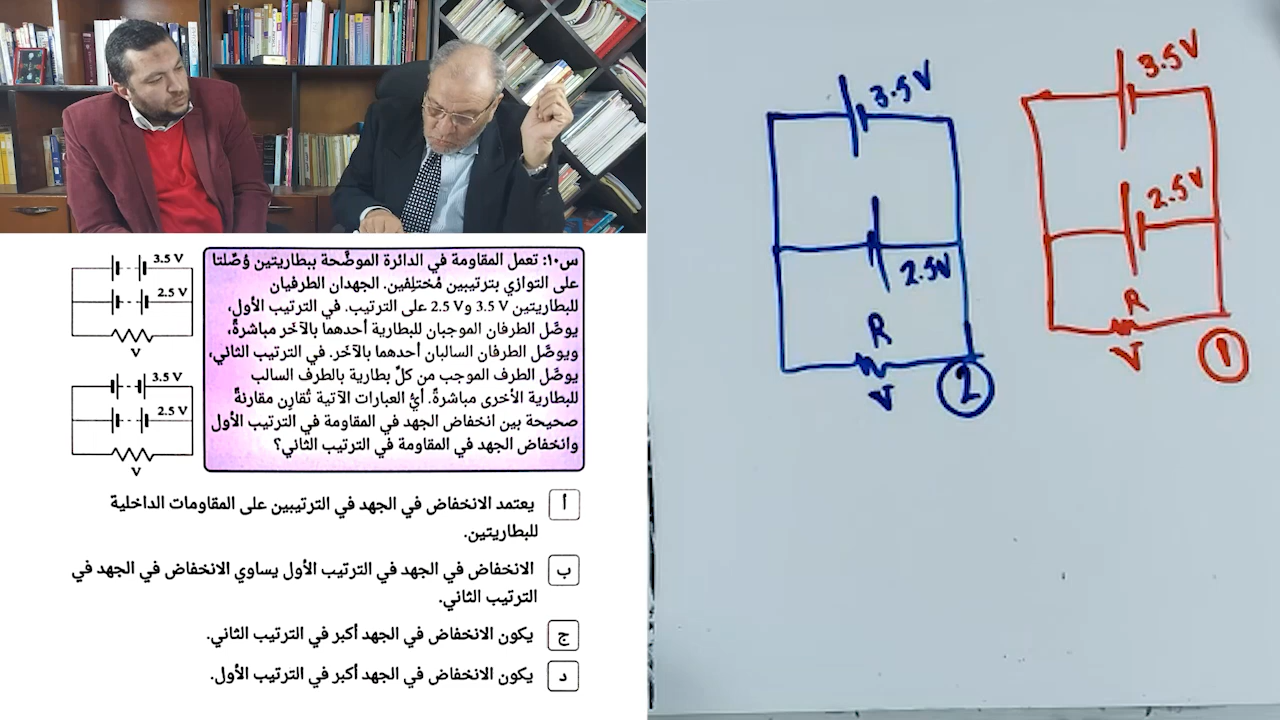 3.5 V
2.5 V
V
3.5 V
2.5 V
V
س١٠: تعمل المقاومة في الدائرة الموضَّحة ببطاريتين وُصِّلتا
على التوازي بترتيبين مُختلِفين. الجهدان الطرفيان
للبطاريتين 3.5 V و2.5 V على الترتيب. في الترتيب الأول،
يوصَّل الطرفان الموجبان للبطارية أحدهما بالآخَر مباشرةً،
ويوصَّل الطرفان السالبان أحدهما بالآخَر. في الترتيب الثاني،
يوصَّل الطرف الموجب من كلِّ بطارية بالطرف السالب
للبطارية الأخرى مباشرةً. أيُّ العبارات الآتية تُقارِن مقارنةً
صحيحة بين انخفاض الجهد في المقاومة في الترتيب الأول
وانخفاض الجهد في المقاومة في الترتيب الثاني؟
أ يعتمد الانخفاض في الجهد في الترتيبين على المقاومات الداخلية
للبطاريتين.
ب الانخفاض في الجهد في الترتيب الأول يساوي الانخفاض في الجهد في
الترتيب الثاني.
ج يكون الانخفاض في الجهد أكبر في الترتيب الثاني.
د يكون الانخفاض في الجهد أكبر في الترتيب الأول.
3.5V
2.5V
R
V
2
3.5V
2.5V
R
V
1